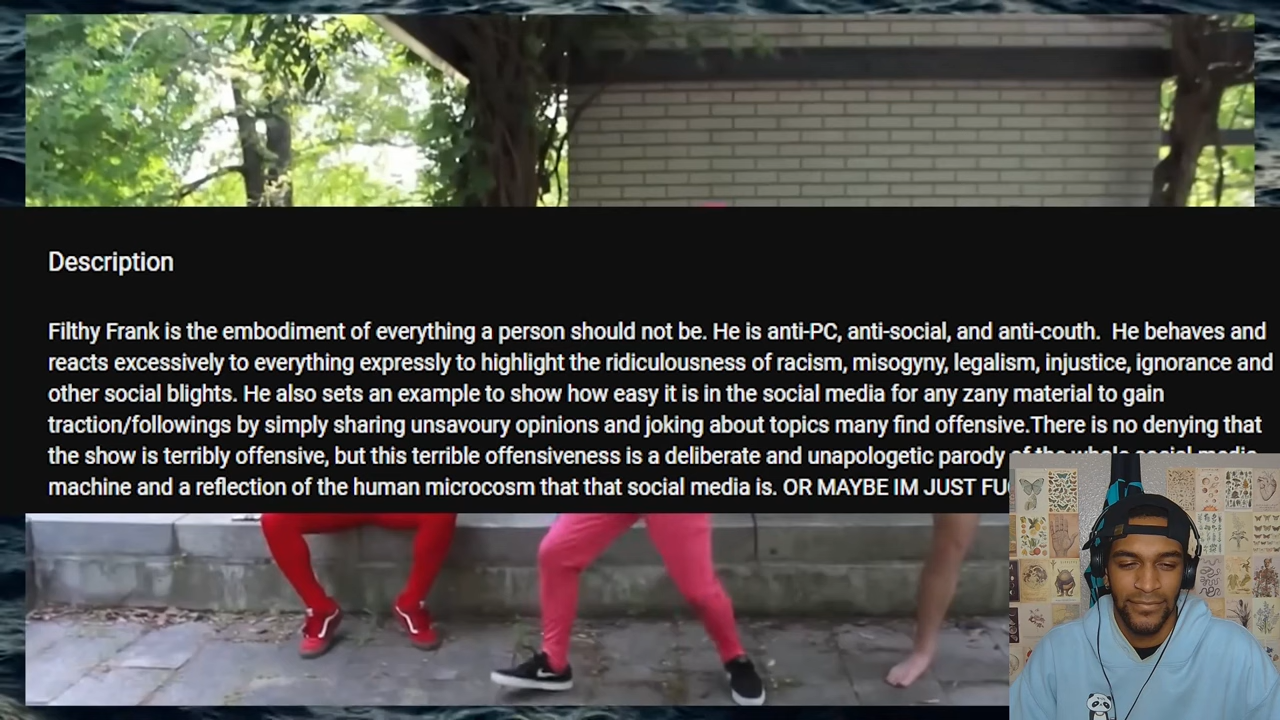 Description
Filthy Frank is the embodiment of everything a person should not be. He is anti-PC, anti-social, and anti-couth.  He behaves and
reacts excessively to everything expressly to highlight the ridiculousness of racism, misogyny, legalism, injustice, ignorance and
other social blights. He also sets an example to show how easy it is in the social media for any zany material to gain
traction/followings by simply sharing unsavoury opinions and joking about topics many find offensive.There is no denying that
the show is terribly offensive, but this terrible offensiveness is a deliberate and unapologetic parody of the whole social media
machine and a reflection of the human microcosm that that social media is. OR MAYBE IM JUST